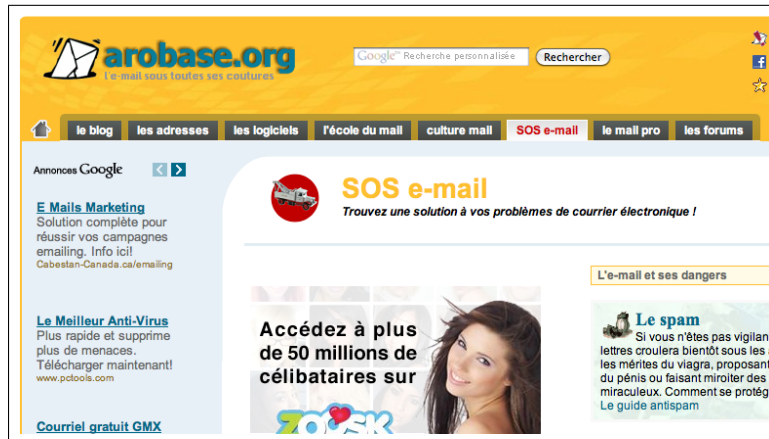 arobase.org
l'e-mail sous toutes ses coutures
Google™ Recherche personnalisée
Rechercher
le blog
les adresses
les logiciels
l'école du mail
culture mail
SOS e-mail
le mail pro
les forums
Annonces Google
E Mails Marketing
Solution complète pour
réussir vos campagnes
emailing. Info ici!
Cabestan-Canada.ca/emailing
Le Meilleur Anti-Virus
Plus rapide et supprime
plus de menaces.
Télécharger maintenant!
www.pctools.com
Courriel gratuit GMX
SOS e-mail
Trouvez une solution à vos problèmes de courrier électronique !
Accédez à plus
de 50 millions de
célibataires sur
ZOOSK
L'e-mail et ses dangers
Le spam
Si vous n'êtes pas vigilan
lettres croulera bientôt sous les
les mérites du viagra, proposant
du pénis ou faisant miroiter des
miraculeux. Comment se protég
Le guide antispam